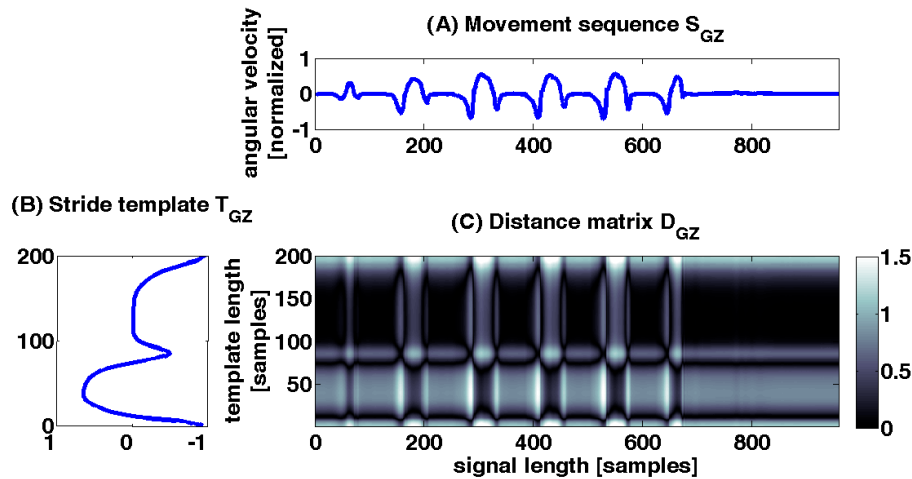 (A) Movement sequence S_GZ
angular velocity
[normalized]
1
0
-1
0 200 400 600 800
(B) Stride template T_GZ
200
100
0
1 0 -1
(C) Distance matrix D_GZ
template length
[samples]
200
150
100
50
0 200 400 600 800
signal length [samples]
1.5
1
0.5
0